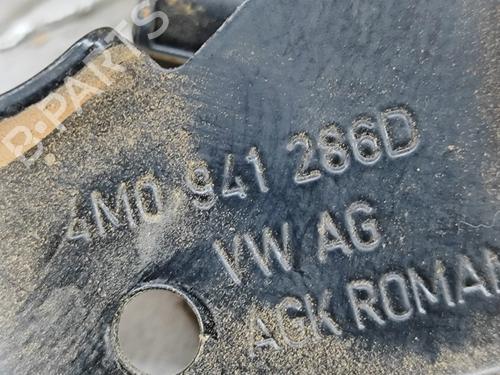 B-PARTS
4M0 941 286D
VW AG
AGK ROMAN